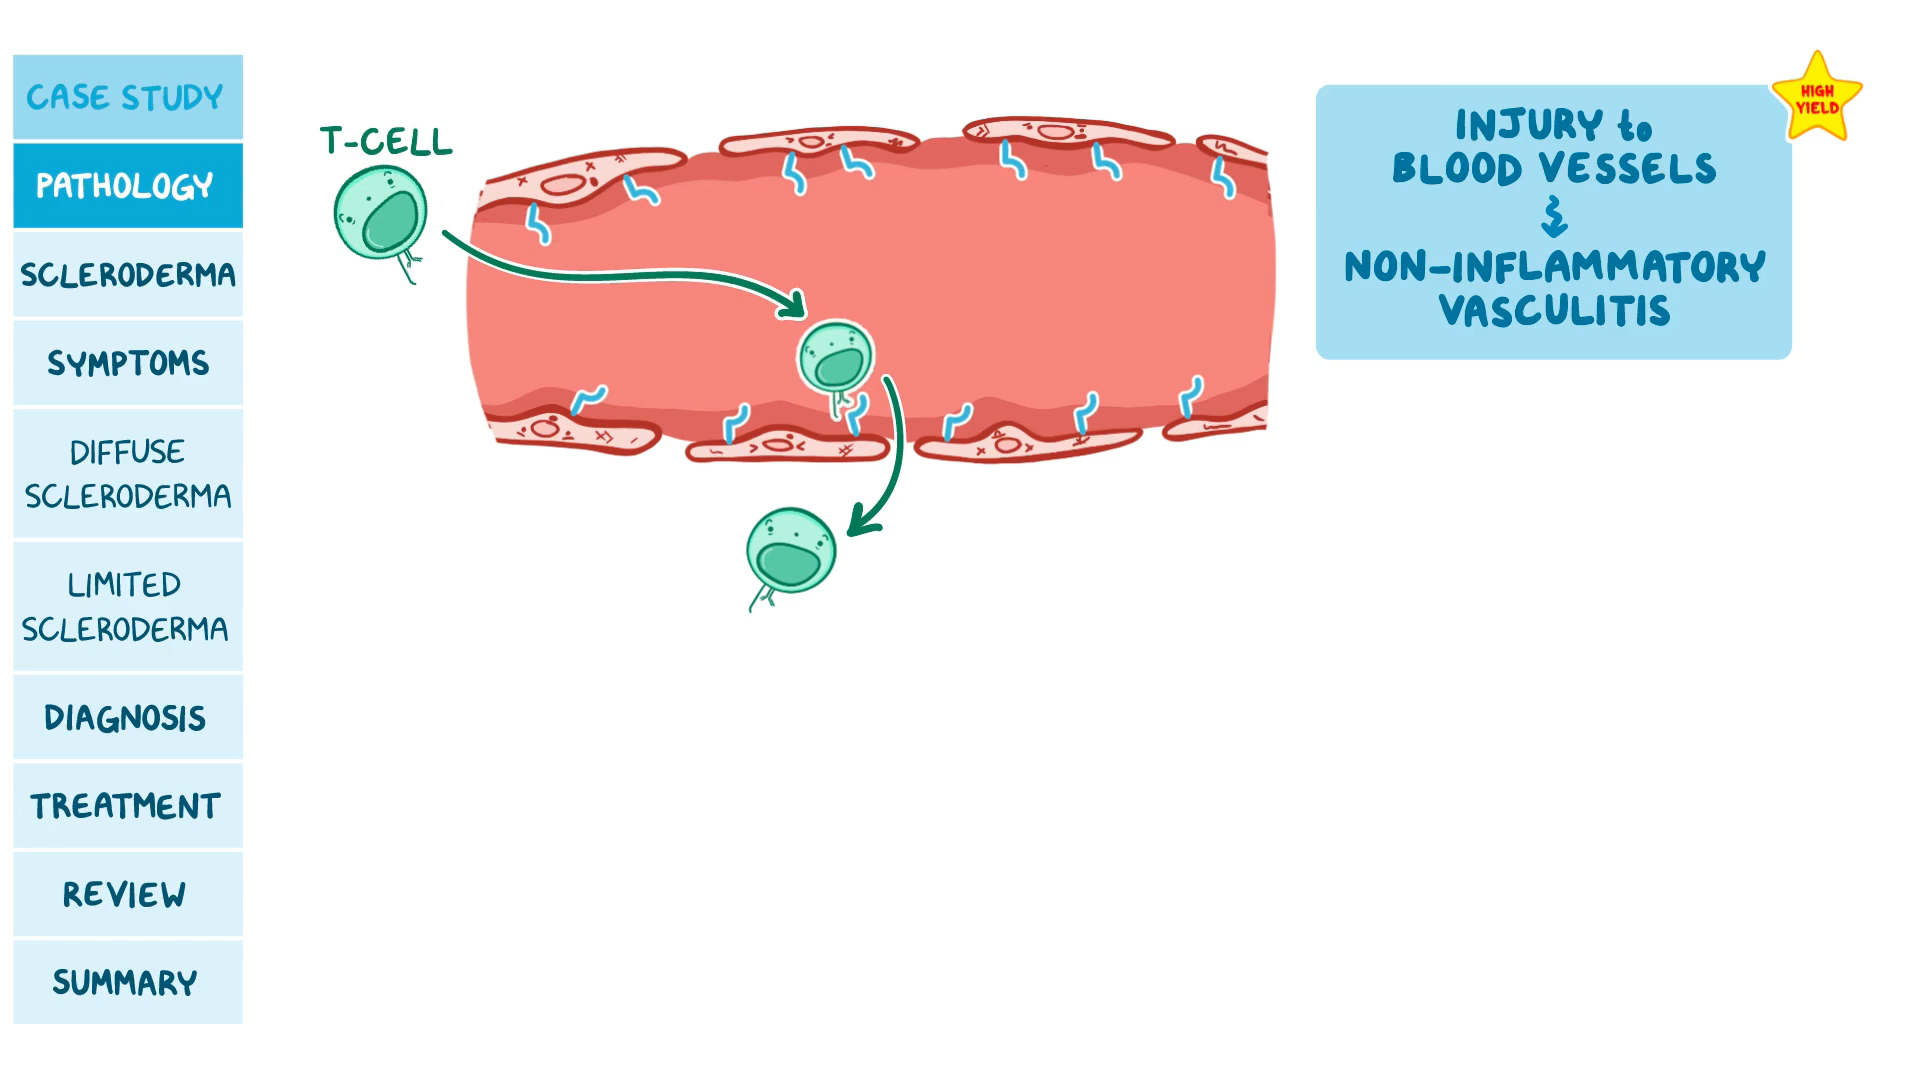 CASE STUDY
PATHOLOGY
SCLERODERMA
SYMPTOMS
DIFFUSE
SCLERODERMA
LIMITED
SCLERODERMA
DIAGNOSIS
TREATMENT
REVIEW
SUMMARY
T-CELL
INJURY to
BLOOD VESSELS
NON-INFLAMMATORY
VASCULITIS
HIGH
YIELD